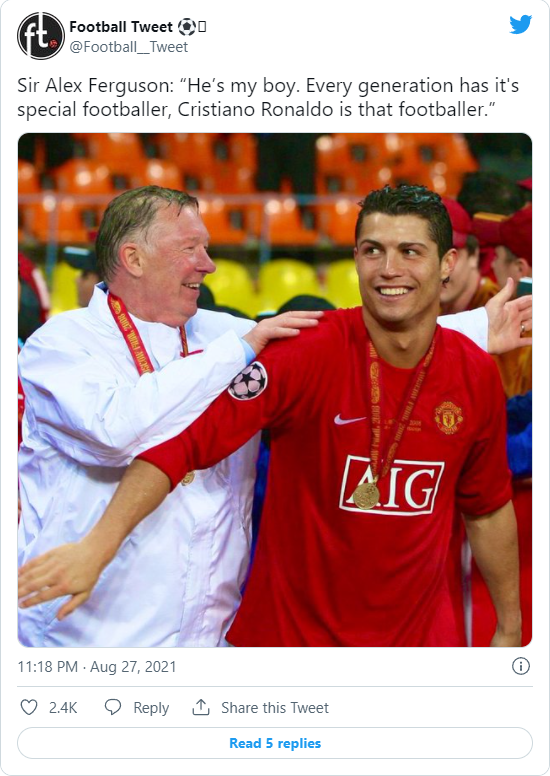 ft.
Football Tweet
@Football__Tweet
Sir Alex Ferguson: “He’s my boy. Every generation has it's
special footballer, Cristiano Ronaldo is that footballer.”
AIG
11:18 PM · Aug 27, 2021
2.4K Reply Share this Tweet
Read 5 replies